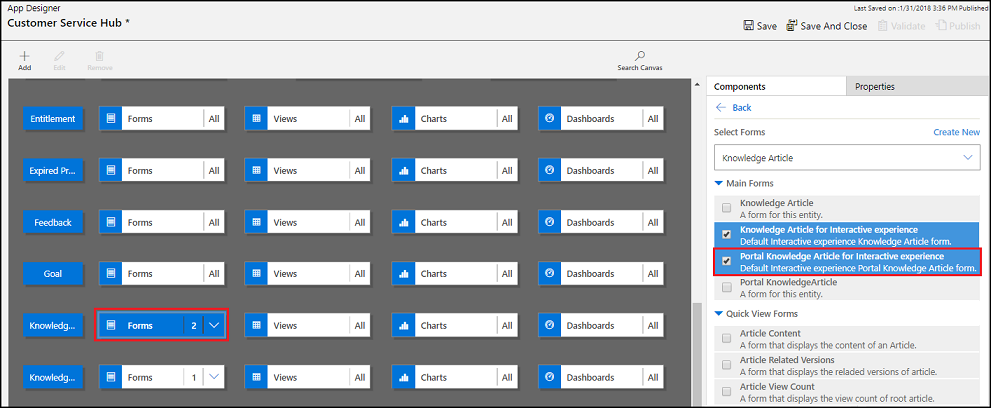 App Designer
Last Saved on :1/31/2018 3:36 PM Published
Customer Service Hub *
Save
Save And Close
Validate
Publish
Add
Edit
Remove
Search Canvas
Entitlement Forms All Views All Charts All Dashboards All
Expired Pr... Forms All Views All Charts All Dashboards All
Feedback Forms All Views All Charts All Dashboards All
Goal Forms All Views All Charts All Dashboards All
Knowledg... Forms 2 Views All Charts All Dashboards All
Knowledg... Forms 1 Views All Charts All Dashboards All
Components
Properties
Back
Select Forms
Create New
Knowledge Article
Main Forms
Knowledge Article
A form for this entity.
Knowledge Article for Interactive experience
Default Interactive experience Knowledge Article form.
Portal Knowledge Article for Interactive experience
Default Interactive experience Portal Knowledge Article form.
Portal KnowledgeArticle
A form for this entity.
Quick View Forms
Article Content
A form that displays the content of an Article.
Article Related Versions
A form that displays the reladed versions of article.
Article View Count
A form that displays the view count of root article.